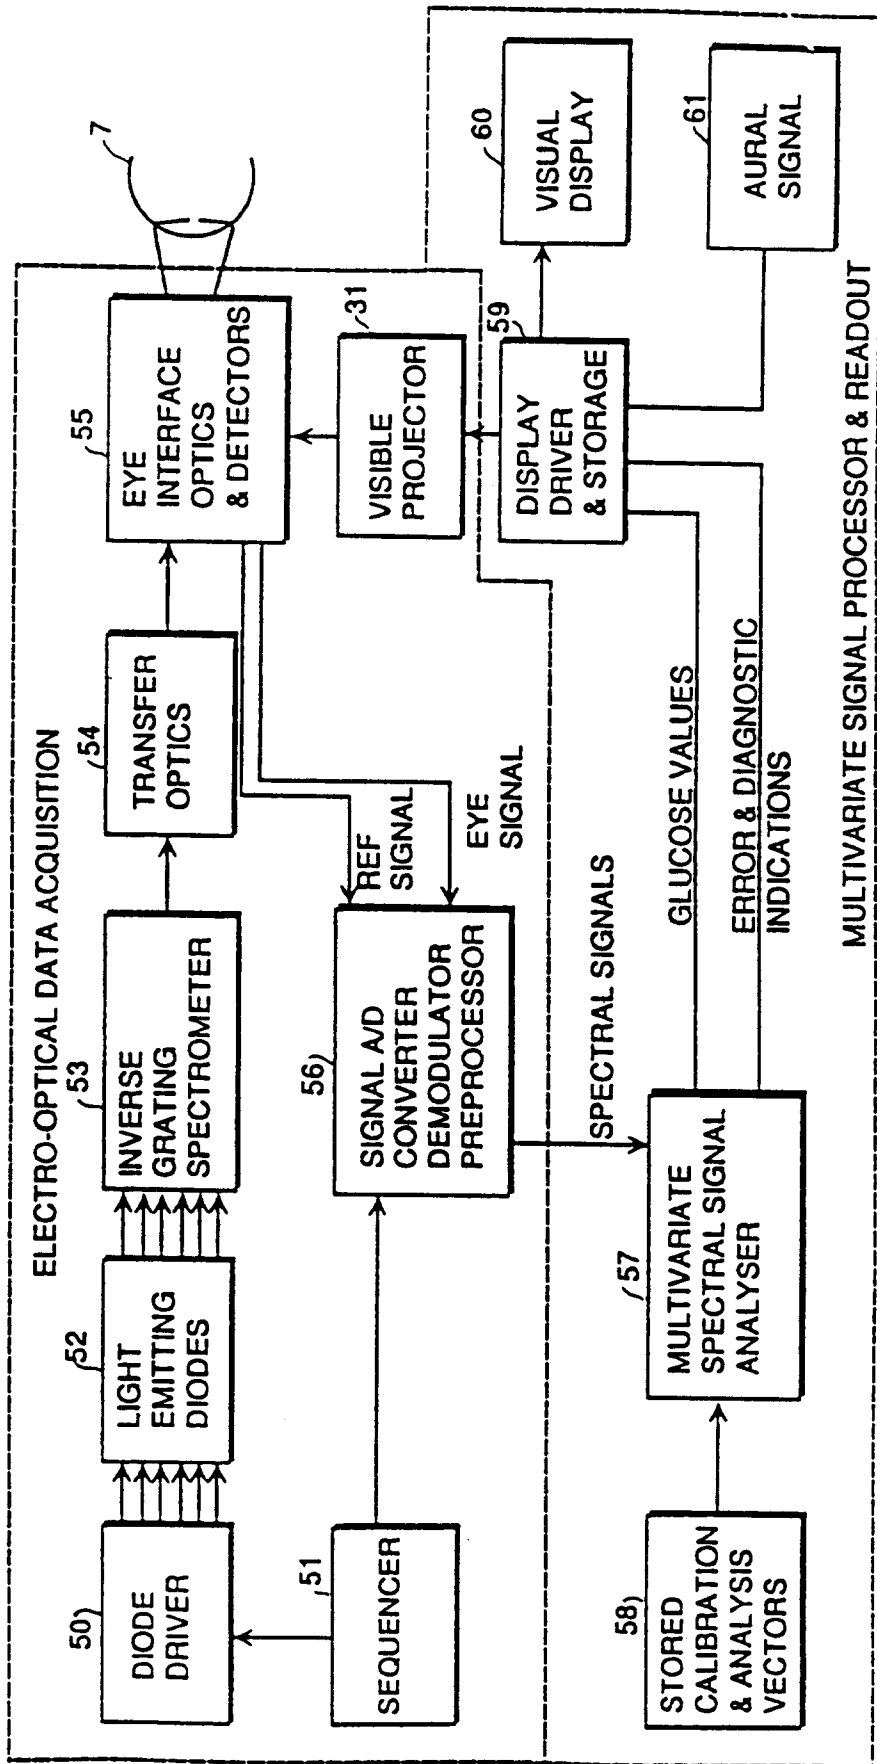 ELECTRO-OPTICAL DATA ACQUISITION
50
DIODE
DRIVER
52
LIGHT
EMITTING
DIODES
53
INVERSE
GRATING
SPECTROMETER
54
TRANSFER
OPTICS
55
EYE
INTERFACE
OPTICS
& DETECTORS
7
51
SEQUENCER
56
SIGNAL A/D
CONVERTER
DEMODULATOR
PREPROCESSOR
REF
SIGNAL
EYE
SIGNAL
31
VISIBLE
PROJECTOR
SPECTRAL SIGNALS
59
DISPLAY
DRIVER
& STORAGE
60
VISUAL
DISPLAY
58
STORED
CALIBRATION
& ANALYSIS
VECTORS
57
MULTIVARIATE
SPECTRAL SIGNAL
ANALYSER
GLUCOSE VALUES
ERROR & DIAGNOSTIC
INDICATIONS
61
AURAL
SIGNAL
MULTIVARIATE SIGNAL PROCESSOR & READOUT